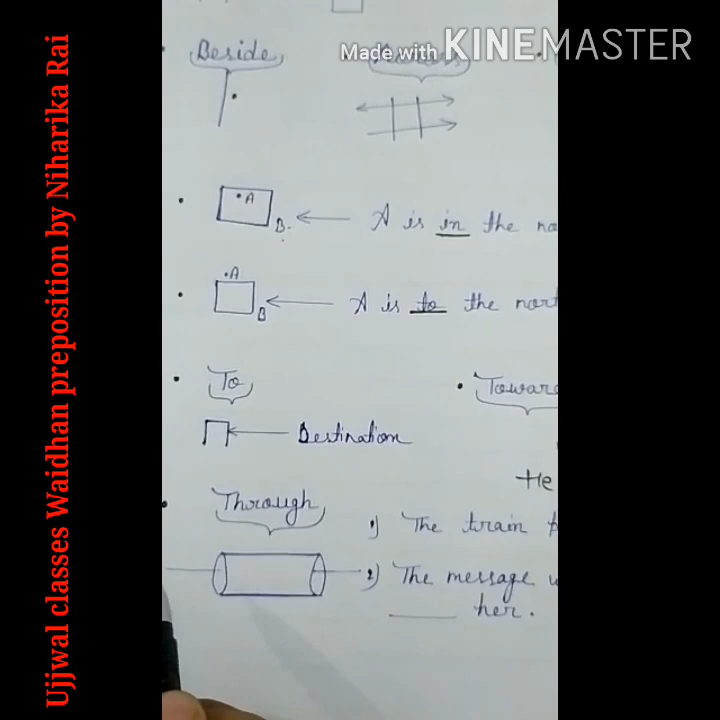 Ujjwal classes Waidhan preposition by Niharika Rai
Made with KINEMASTER
Beside
A
B.
A is in the
A
B
A is to the
To
Destination
He
Through
1) The train
2) The message
her.